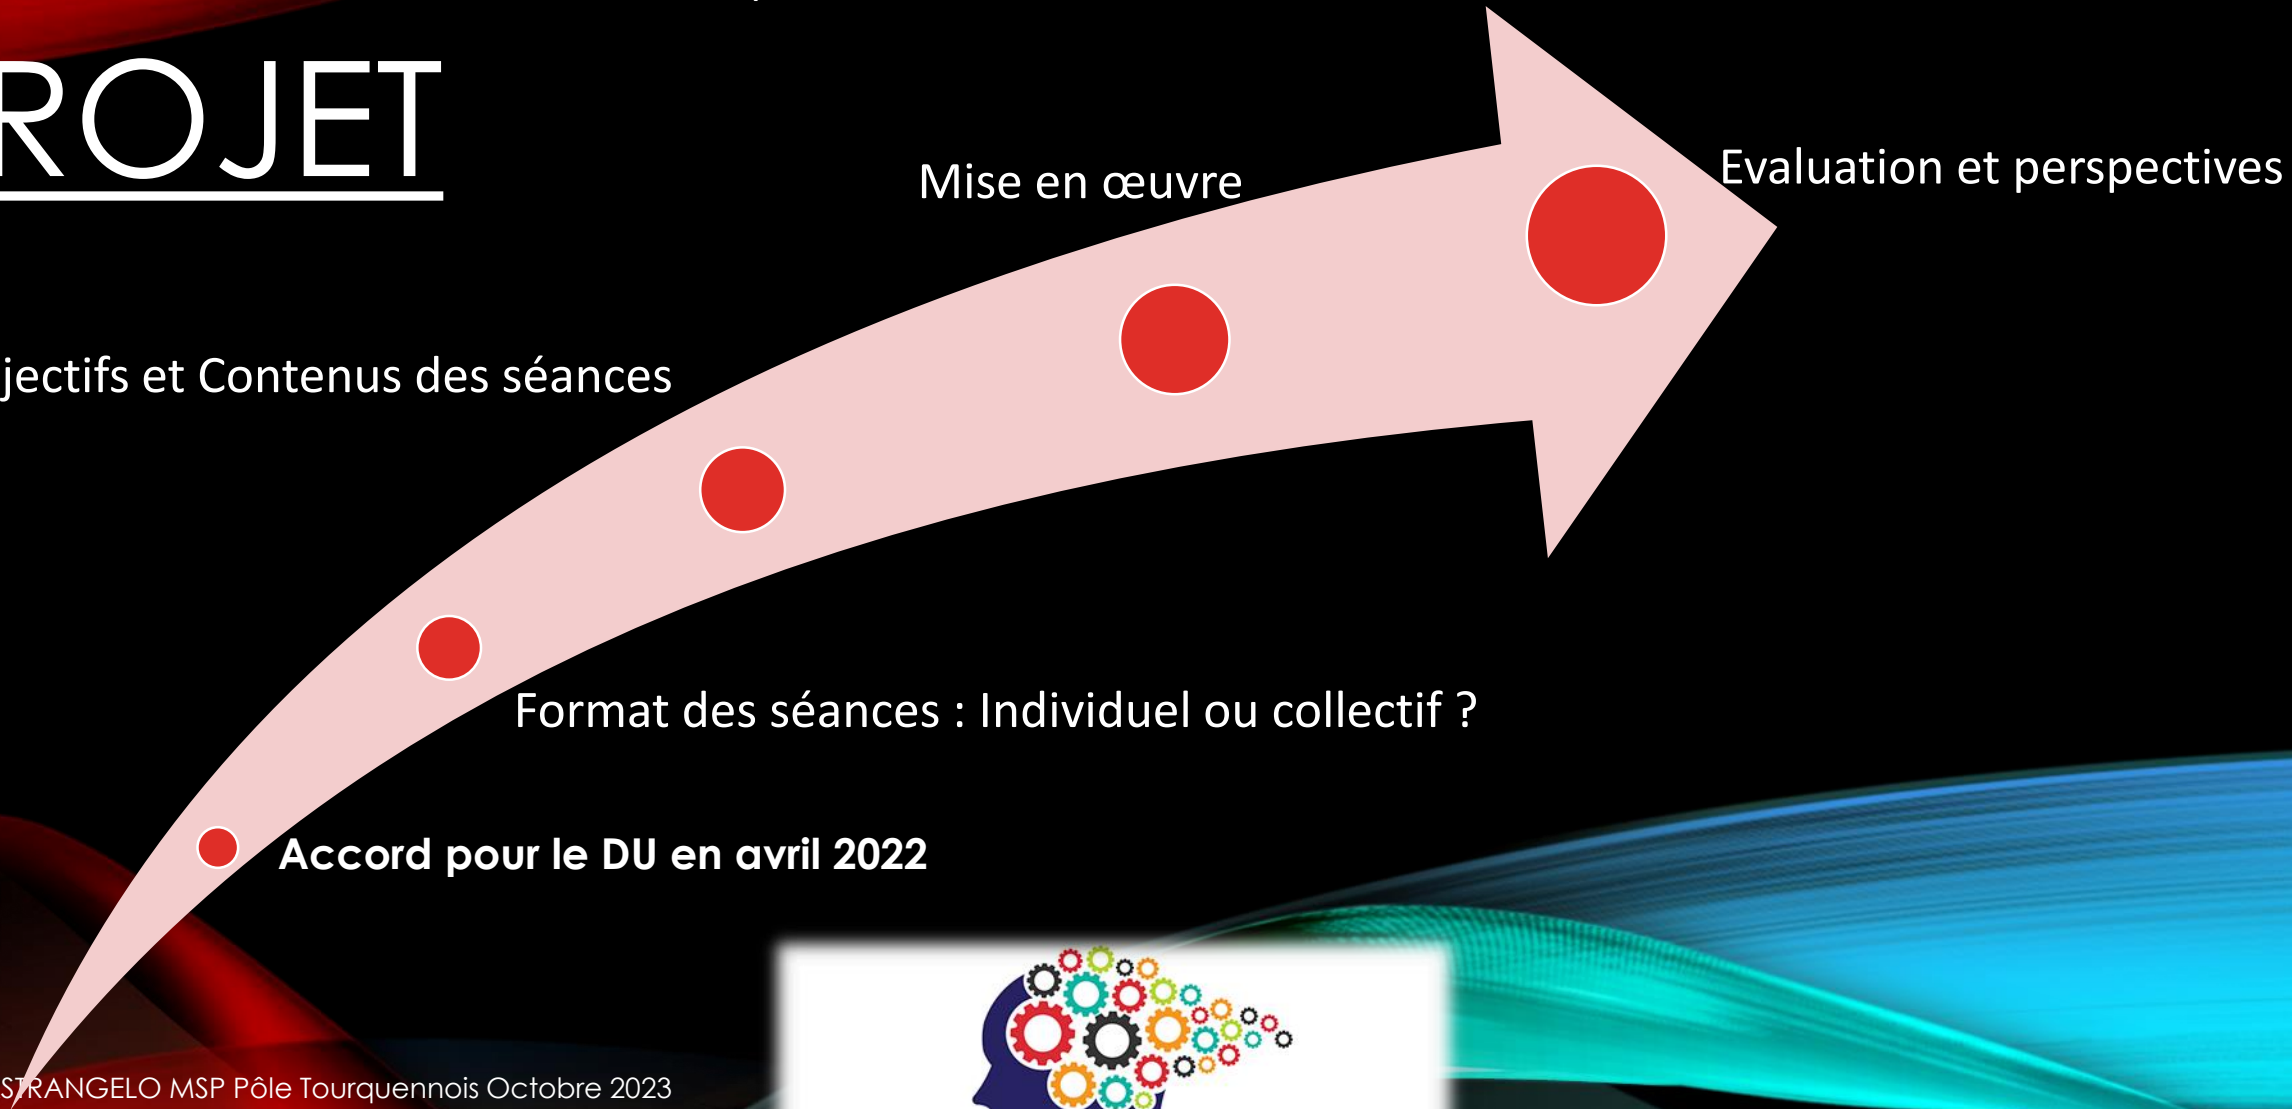 ROJET
Mise en œuvre
Evaluation et perspectives
jectifs et Contenus des séances
Format des séances : Individuel ou collectif ?
Accord pour le DU en avril 2022
STRANGELO MSP Pôle Tourquennois Octobre 2023